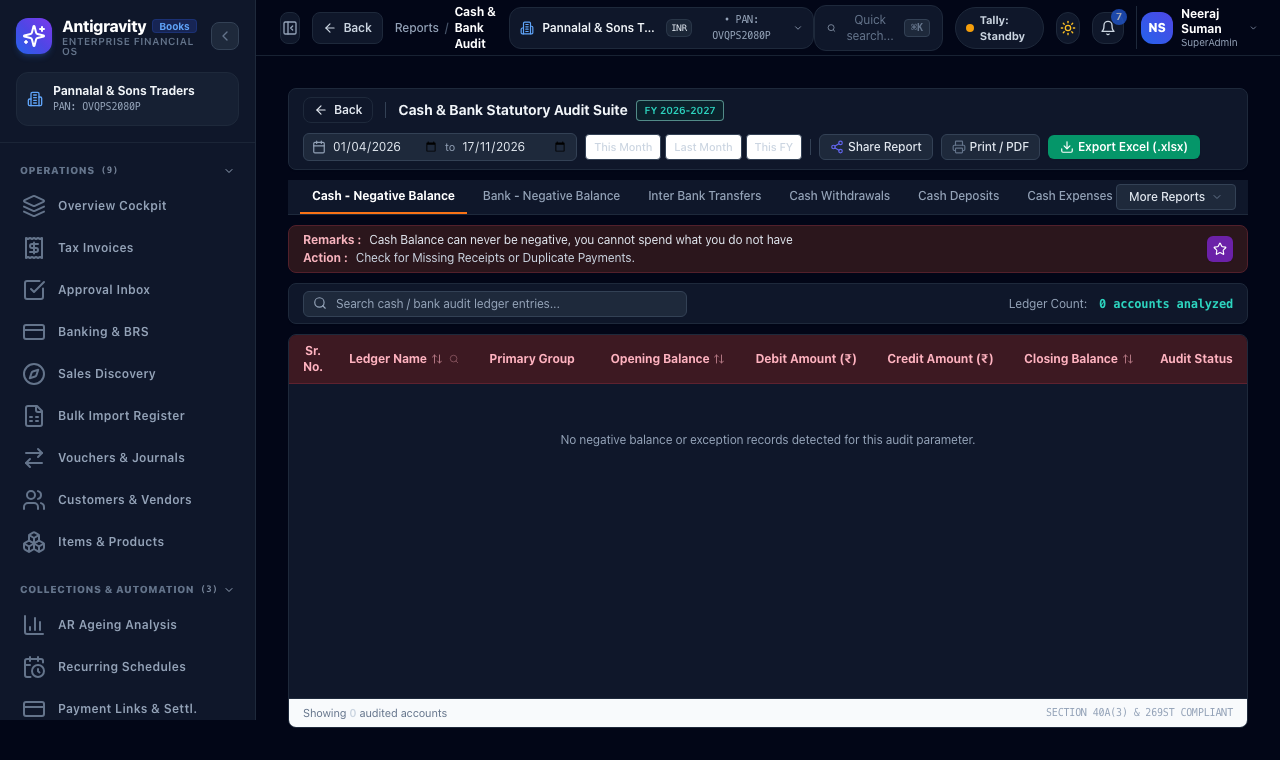 Antigravity Books
ENTERPRISE FINANCIAL OS
Pannalal & Sons Traders
PAN: OVQPS2080P
OPERATIONS (9)
Overview Cockpit
Tax Invoices
Approval Inbox
Banking & BRS
Sales Discovery
Bulk Import Register
Vouchers & Journals
Customers & Vendors
Items & Products
COLLECTIONS & AUTOMATION (3)
AR Ageing Analysis
Recurring Schedules
Payment Links & Settl.
Back
Reports / Cash & Bank Audit
Pannalal & Sons T... INR • PAN: OVQPS2080P
Quick search... ⌘K
Tally: Standby
7
NS
Neeraj Suman
SuperAdmin
Back
Cash & Bank Statutory Audit Suite FY 2026-2027
01/04/2026 to 17/11/2026 This Month Last Month This FY Share Report Print / PDF Export Excel (.xlsx)
Cash - Negative Balance Bank - Negative Balance Inter Bank Transfers Cash Withdrawals Cash Deposits Cash Expenses More Reports
Remarks : Cash Balance can never be negative, you cannot spend what you do not have
Action : Check for Missing Receipts or Duplicate Payments.
Search cash / bank audit ledger entries...
Ledger Count: 0 accounts analyzed
Sr. No. Ledger Name Primary Group Opening Balance Debit Amount (₹) Credit Amount (₹) Closing Balance Audit Status
No negative balance or exception records detected for this audit parameter.
Showing 0 audited accounts
SECTION 40A(3) & 269ST COMPLIANT